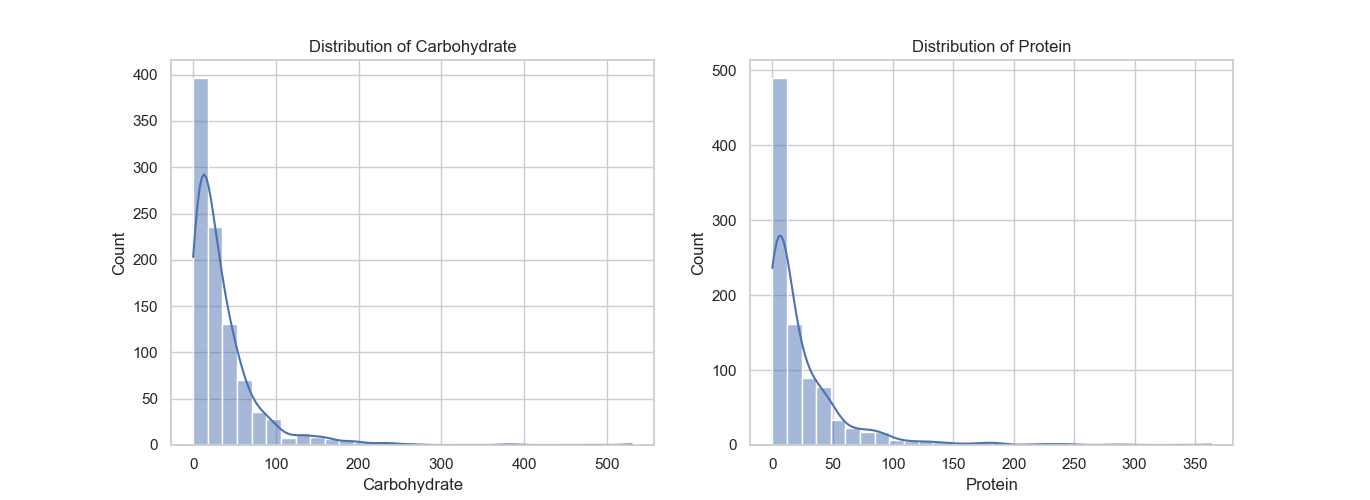 Distribution of Carbohydrate
400
350
300
250
200
150
100
50
0
Count
0 100 200 300 400 500
Carbohydrate
Distribution of Protein
500
400
300
200
100
0
Count
0 50 100 150 200 250 300 350
Protein